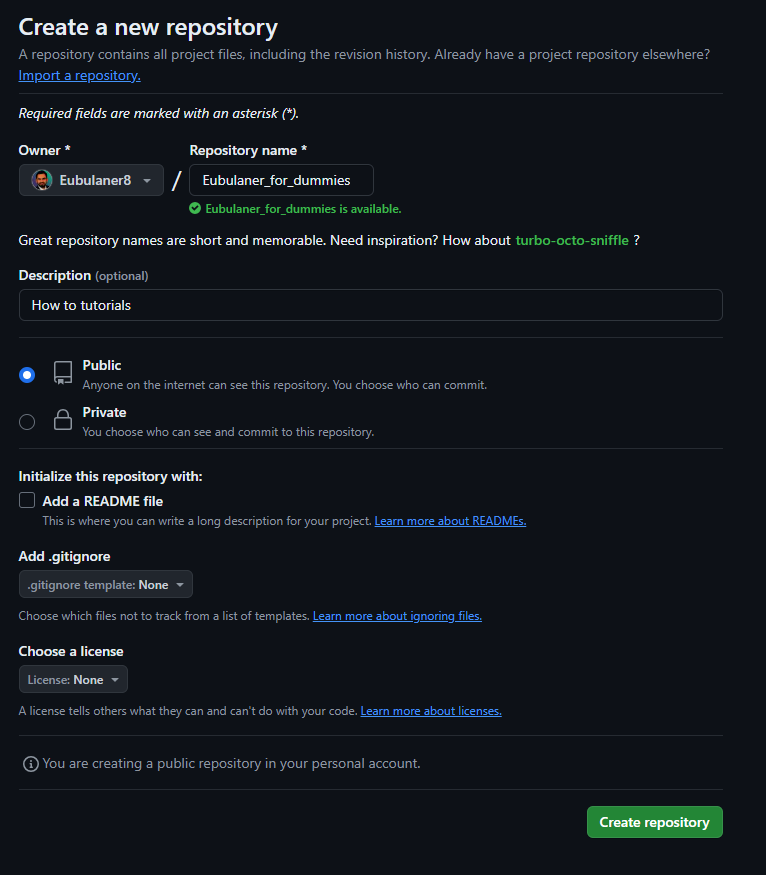 Create a new repository
A repository contains all project files, including the revision history. Already have a project repository elsewhere?
Import a repository.
Required fields are marked with an asterisk (*).
Owner * Repository name *
Eubulaner8 / Eubulaner_for_dummies
Eubulaner_for_dummies is available.
Great repository names are short and memorable. Need inspiration? How about turbo-octo-sniffle ?
Description (optional)
How to tutorials
Public
Anyone on the internet can see this repository. You choose who can commit.
Private
You choose who can see and commit to this repository.
Initialize this repository with:
Add a README file
This is where you can write a long description for your project. Learn more about READMEs.
Add .gitignore
.gitignore template: None
Choose which files not to track from a list of templates. Learn more about ignoring files.
Choose a license
License: None
A license tells others what they can and can't do with your code. Learn more about licenses.
You are creating a public repository in your personal account.
Create repository